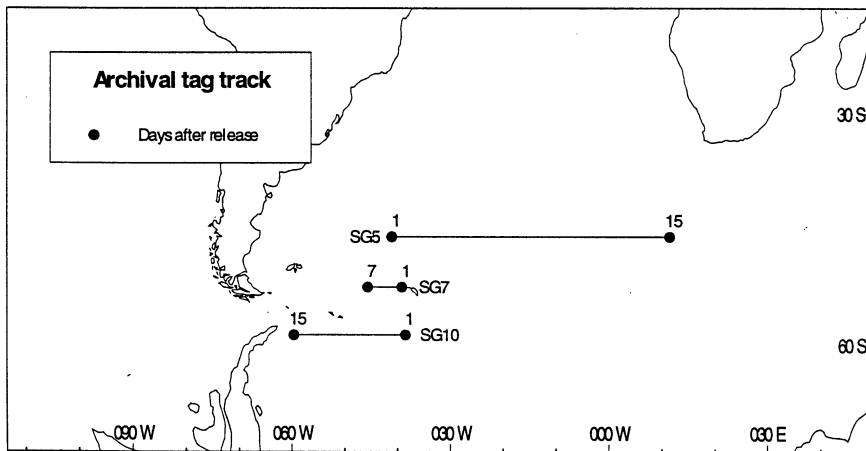 Archival tag track
Days after release
30 S
1 15
SG5
7 1
SG7
15 1
SG10
60 S
090 W 060 W 030 W 000 W 030 E